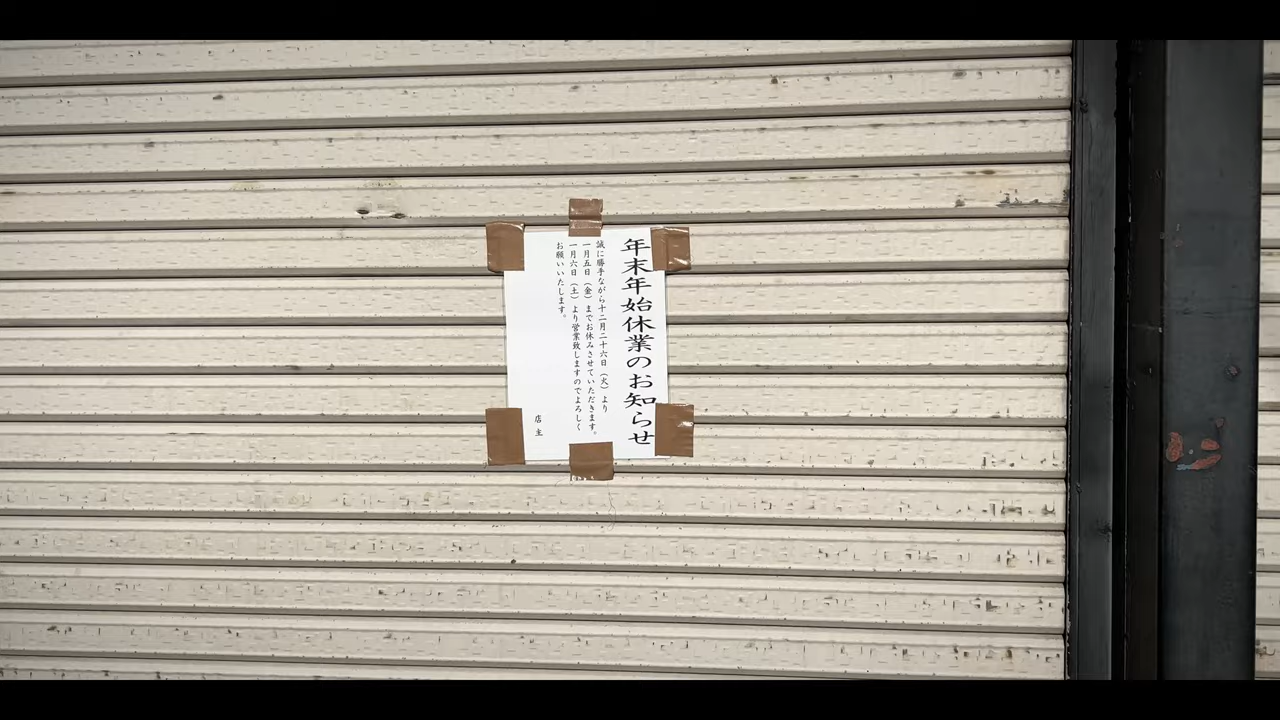 年末年始休業のお知らせ
誠に勝手ながら十二月二十六日（火）より
一月五日（金）までお休みさせていただきます。
一月六日（土）より営業致しますのでよろしく
お願いいたします。
店主